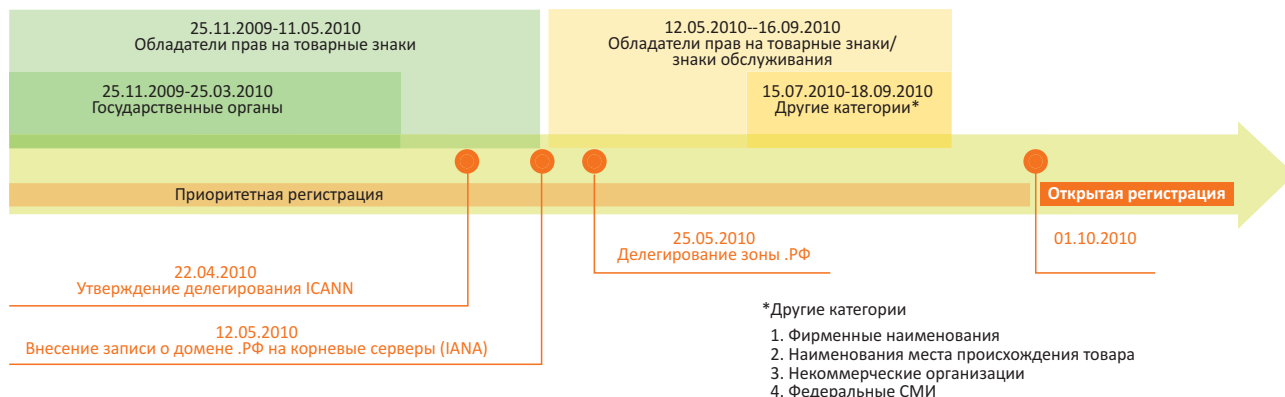 25.11.2009-11.05.2010
Обладатели прав на товарные знаки
12.05.2010--16.09.2010
Обладатели прав на товарные знаки/
знаки обслуживания
25.11.2009-25.03.2010
Государственные органы
15.07.2010-18.09.2010
Другие категории*
Приоритетная регистрация
Открытая регистрация
25.05.2010
Делегирование зоны .РФ
01.10.2010
22.04.2010
Утверждение делегирования ICANN
12.05.2010
Внесение записи о домене .РФ на корневые серверы (IANA)
*Другие категории
1. Фирменные наименования
2. Наименования места происхождения товара
3. Некоммерческие организации
4. Федеральные СМИ